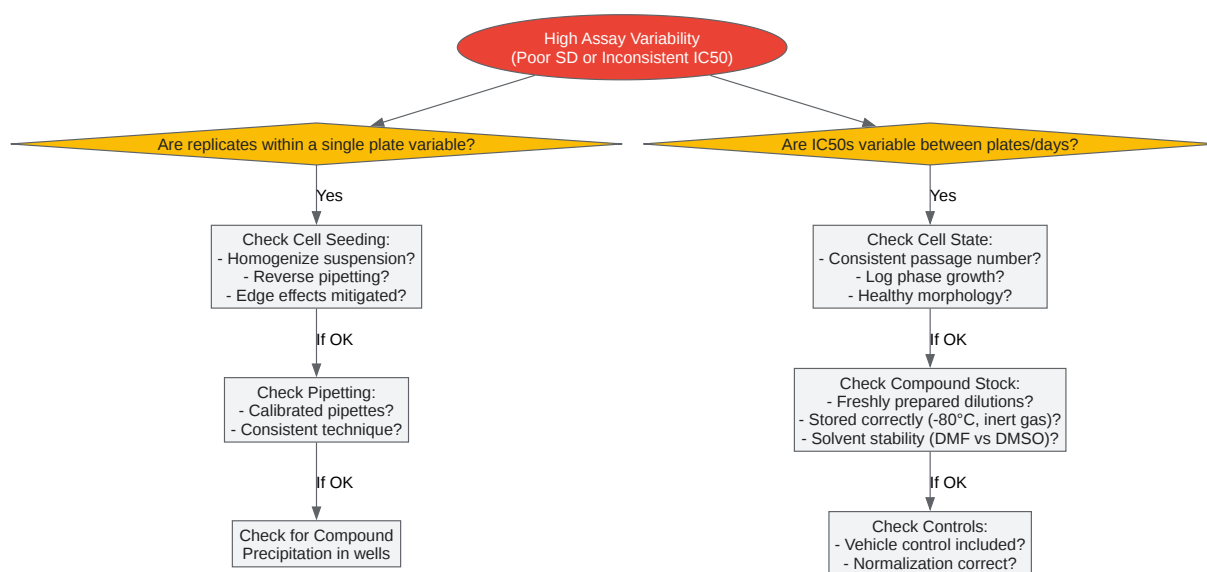 High Assay Variability
(Poor SD or Inconsistent IC50)
Are replicates within a single plate variable?
Are IC50s variable between plates/days?
Yes
Yes
Check Cell Seeding:
- Homogenize suspension?
- Reverse pipetting?
- Edge effects mitigated?
Check Cell State:
- Consistent passage number?
- Log phase growth?
- Healthy morphology?
If OK
If OK
Check Pipetting:
- Calibrated pipettes?
- Consistent technique?
Check Compound Stock:
- Freshly prepared dilutions?
- Stored correctly (-80°C, inert gas)?
- Solvent stability (DMF vs DMSO)?
If OK
If OK
Check for Compound
Precipitation in wells
Check Controls:
- Vehicle control included?
- Normalization correct?